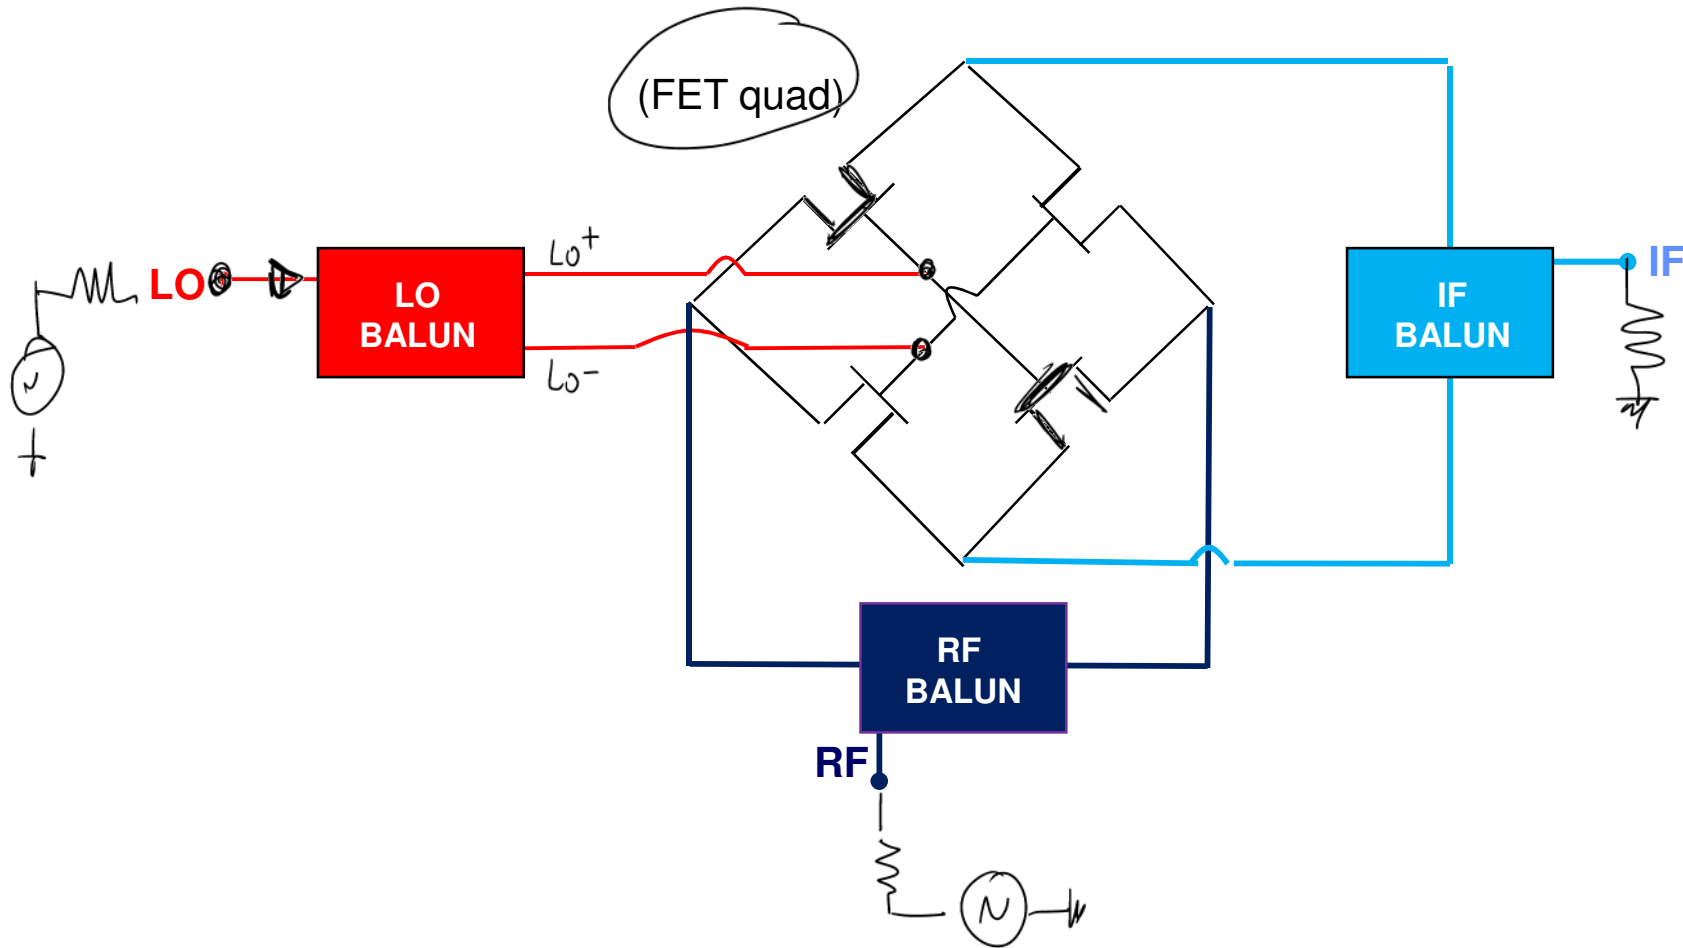 (FET quad)
LO+
LO
LO
BALUN
LO-
IF
BALUN
IF
RF
BALUN
RF
N
N